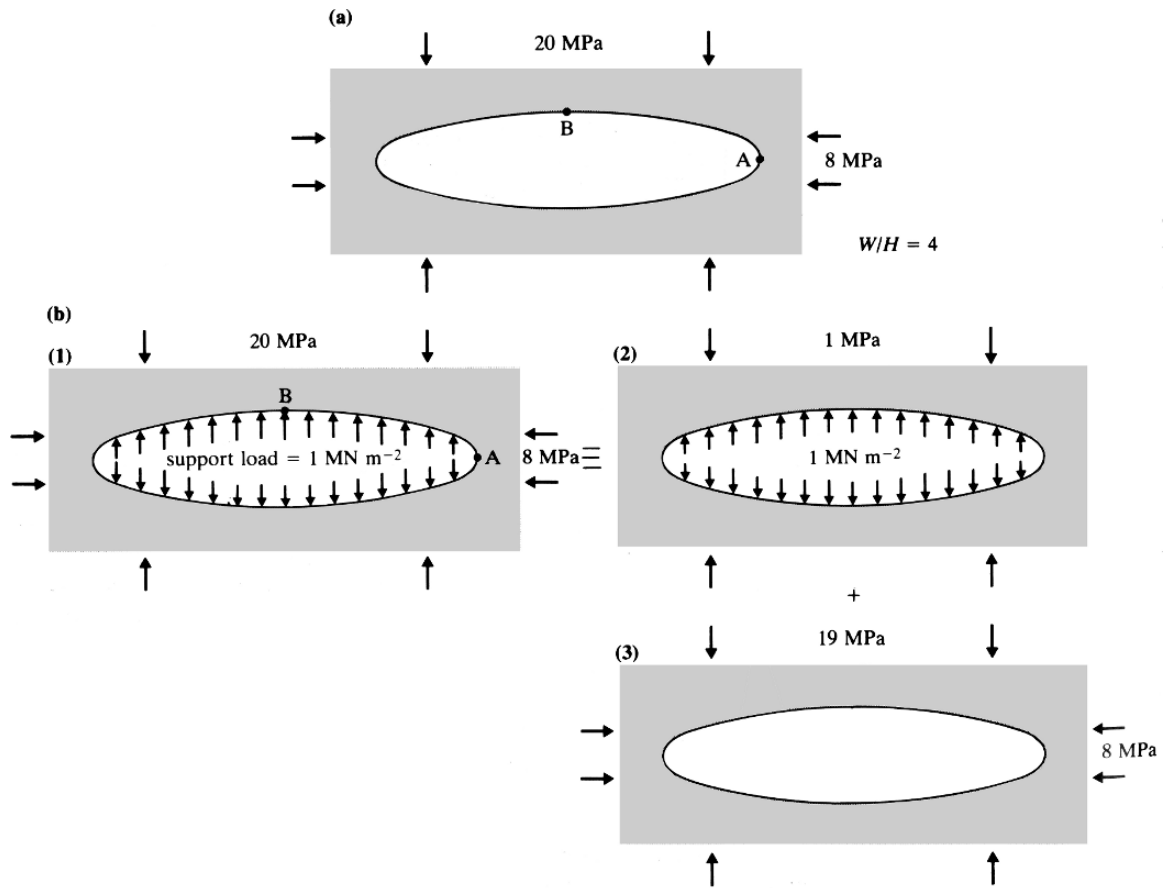 (a)
20 MPa
B
A
8 MPa
W/H = 4
(b)
(1)
20 MPa
B
support load = 1 MN m⁻²
A
8 MPa
≡
(2)
1 MPa
1 MN m⁻²
+
19 MPa
(3)
8 MPa